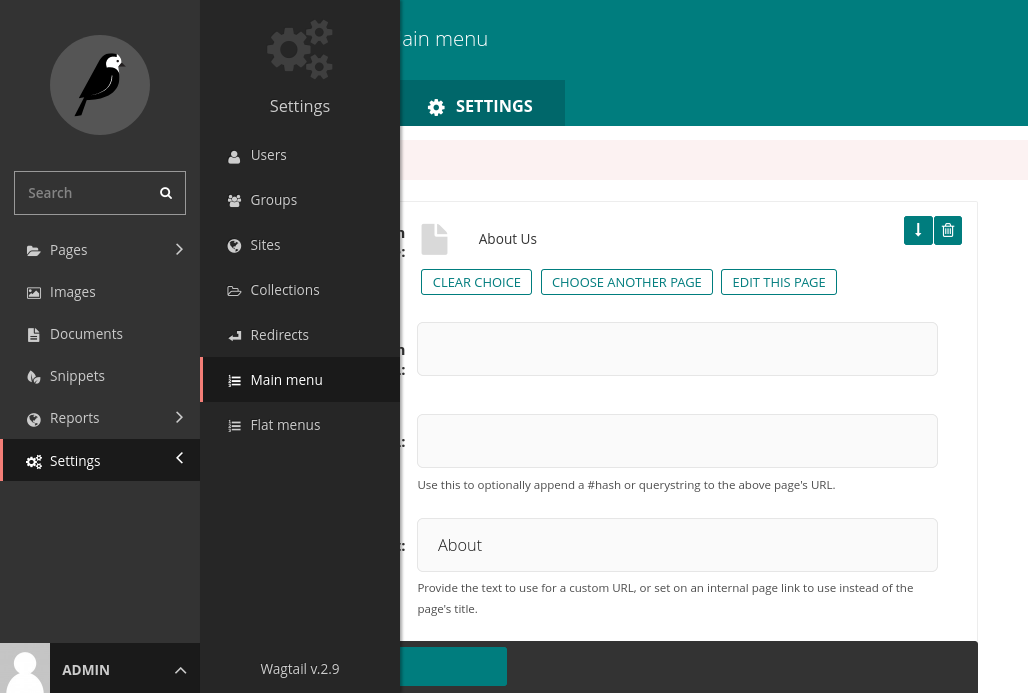 Search
Pages
Images
Documents
Snippets
Reports
Settings
ADMIN
Settings
Users
Groups
Sites
Collections
Redirects
Main menu
Flat menus
Wagtail v.2.9
ain menu
SETTINGS
About Us
CLEAR CHOICE
CHOOSE ANOTHER PAGE
EDIT THIS PAGE
Use this to optionally append a #hash or querystring to the above page's URL.
About
Provide the text to use for a custom URL, or set on an internal page link to use instead of the
page's title.